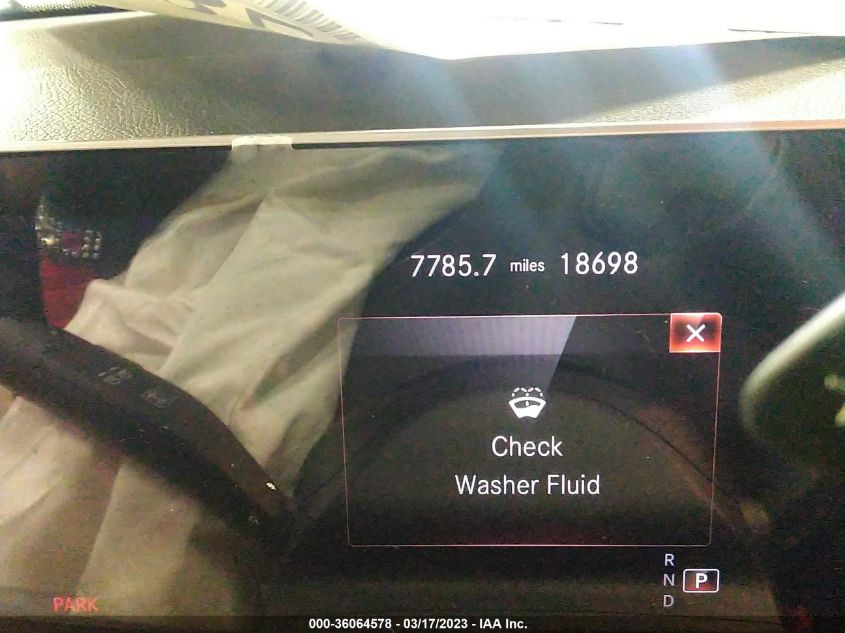 7785.7 miles 18698
Check
Washer Fluid
R
N P
D
PARK
000-36064578 - 03/17/2023 - IAA Inc.